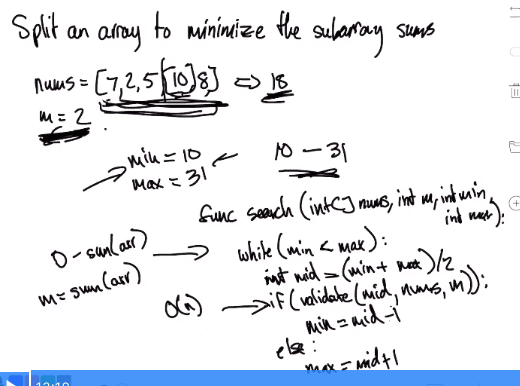 Split an array to minimize the subarray sums
nums = [7,2,5,[10],8] ⇔ 18
m = 2
min = 10
max = 31
10 - 31
func search (int[] nums, int m, int min,
int max):
while (min < max):
int mid = (min + max)/2
if (validate(mid, nums, m)):
min = mid-1
else:
max = mid+1
0 - sum(arr)
m = sum(arr)
O(n)